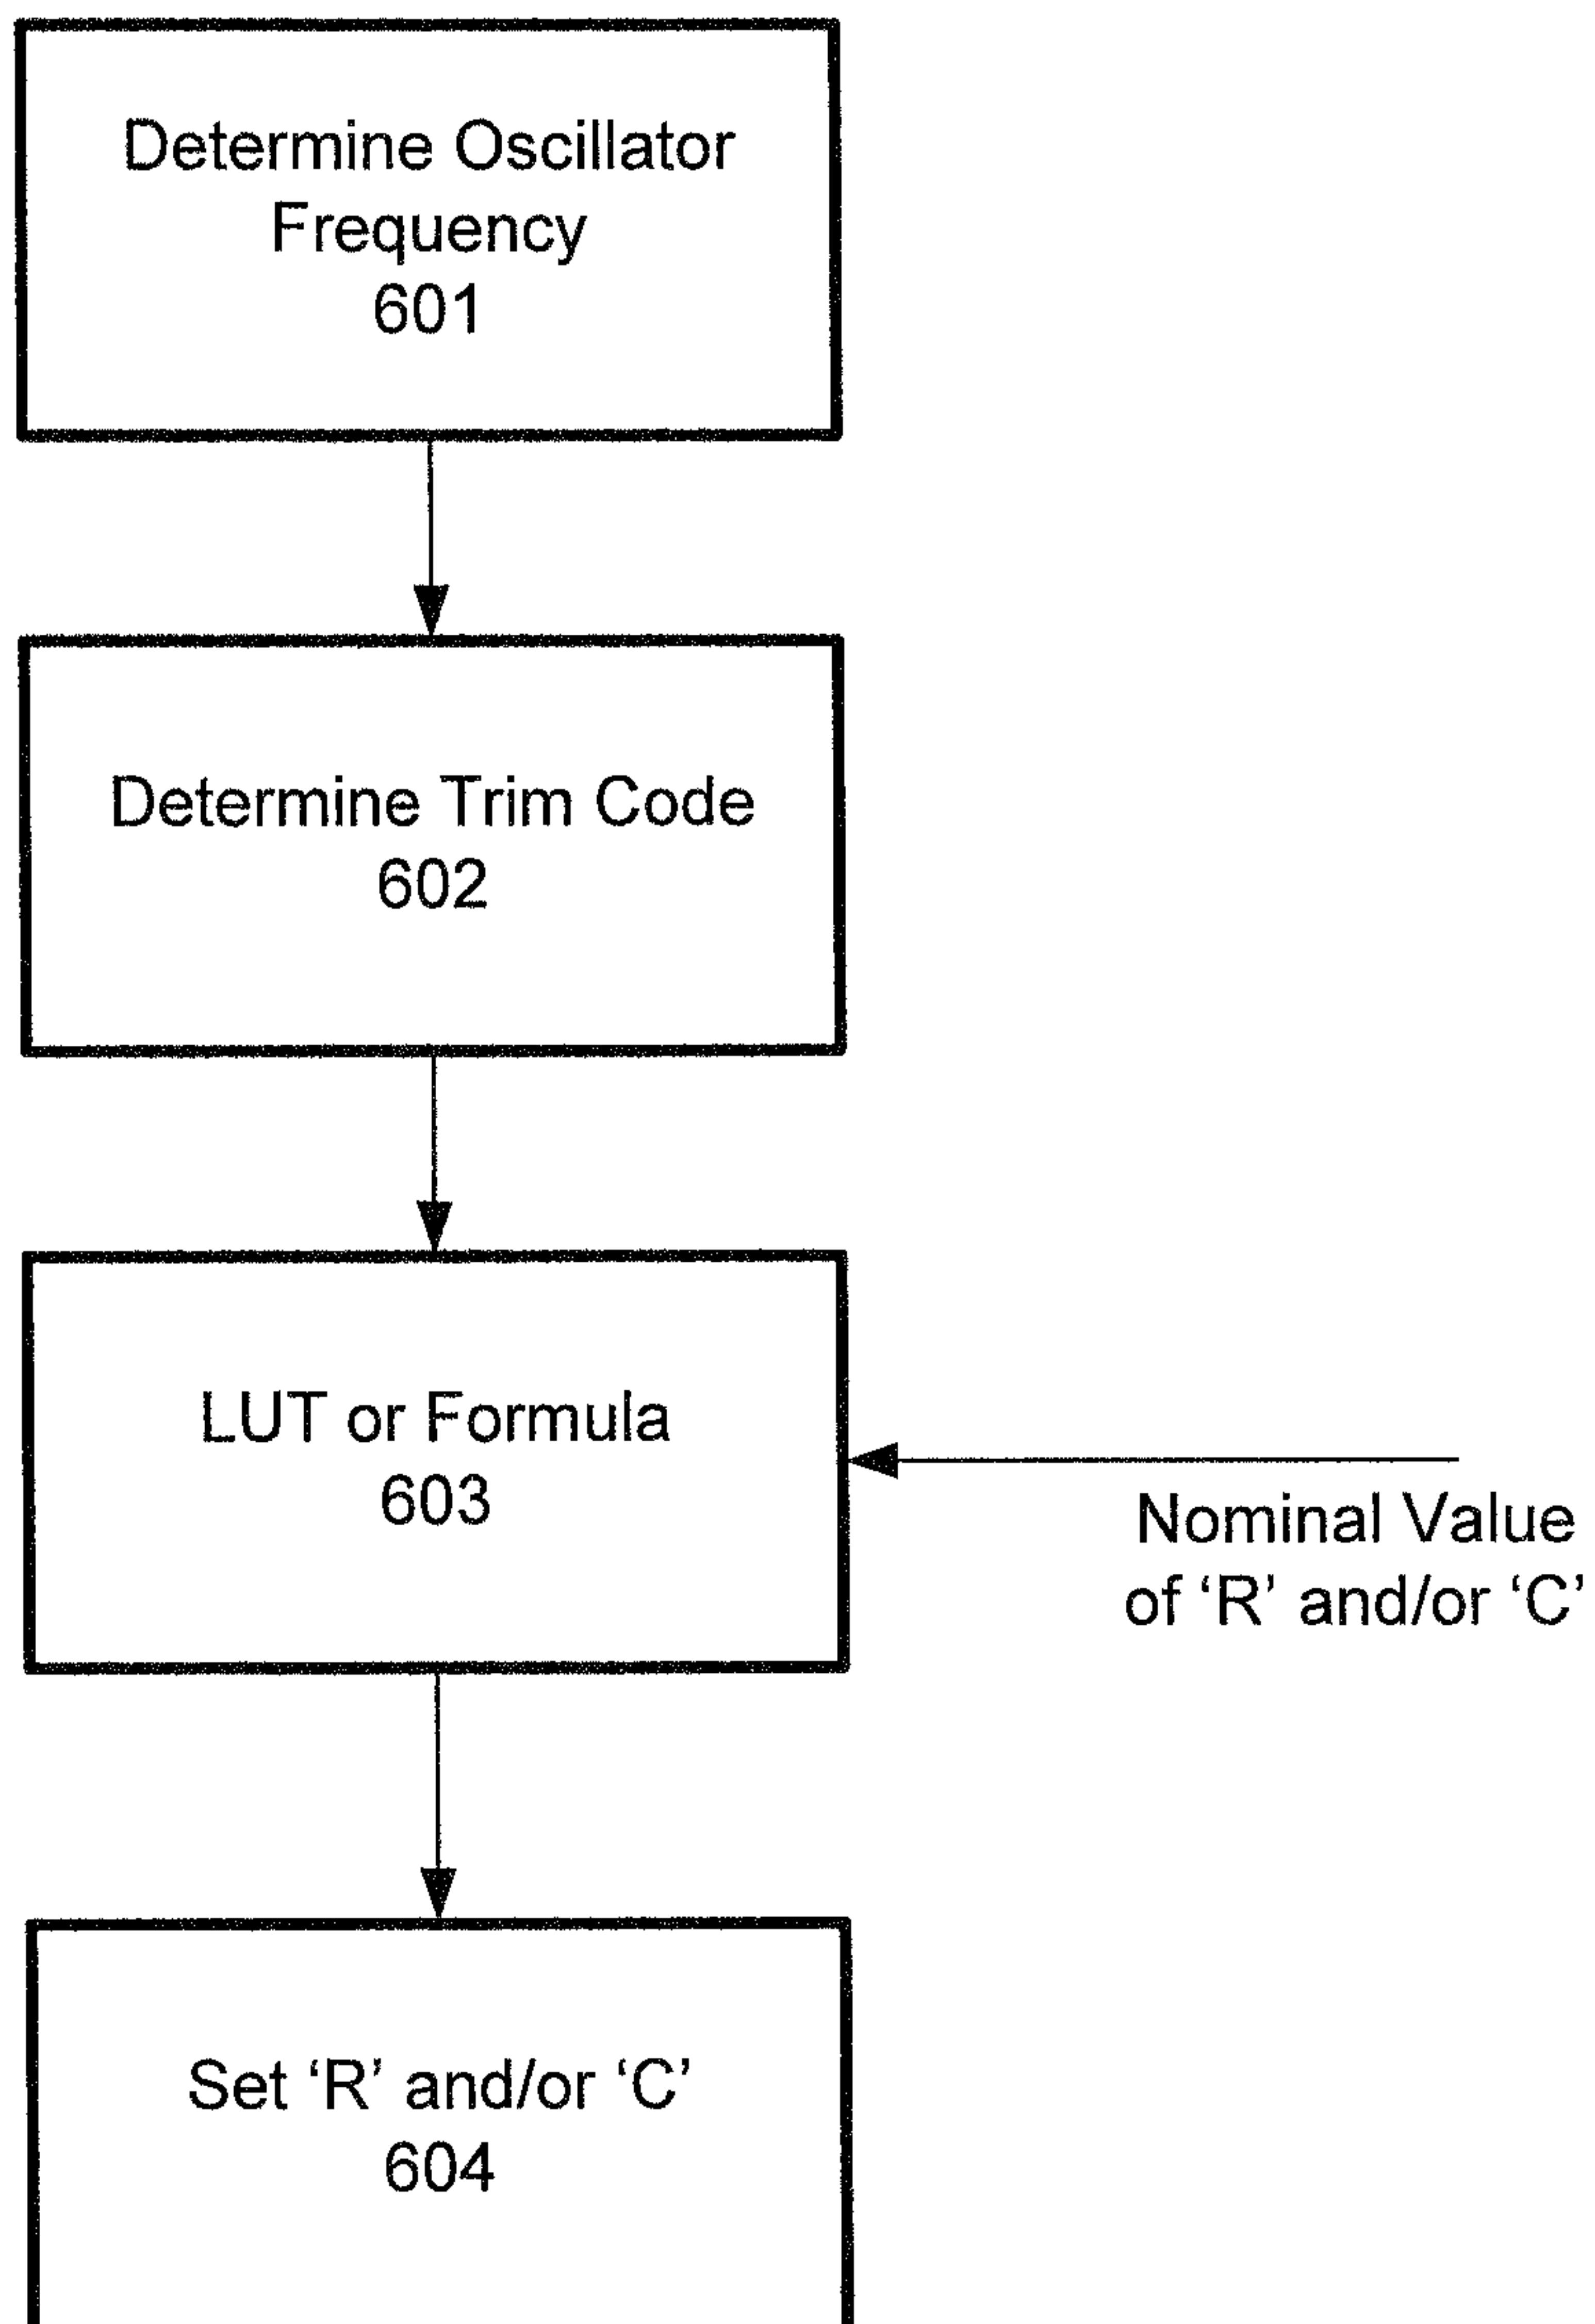 Determine Oscillator
Frequency
601
Determine Trim Code
602
LUT or Formula
603
Nominal Value
of ‘R’ and/or ‘C’
Set ‘R’ and/or ‘C’
604